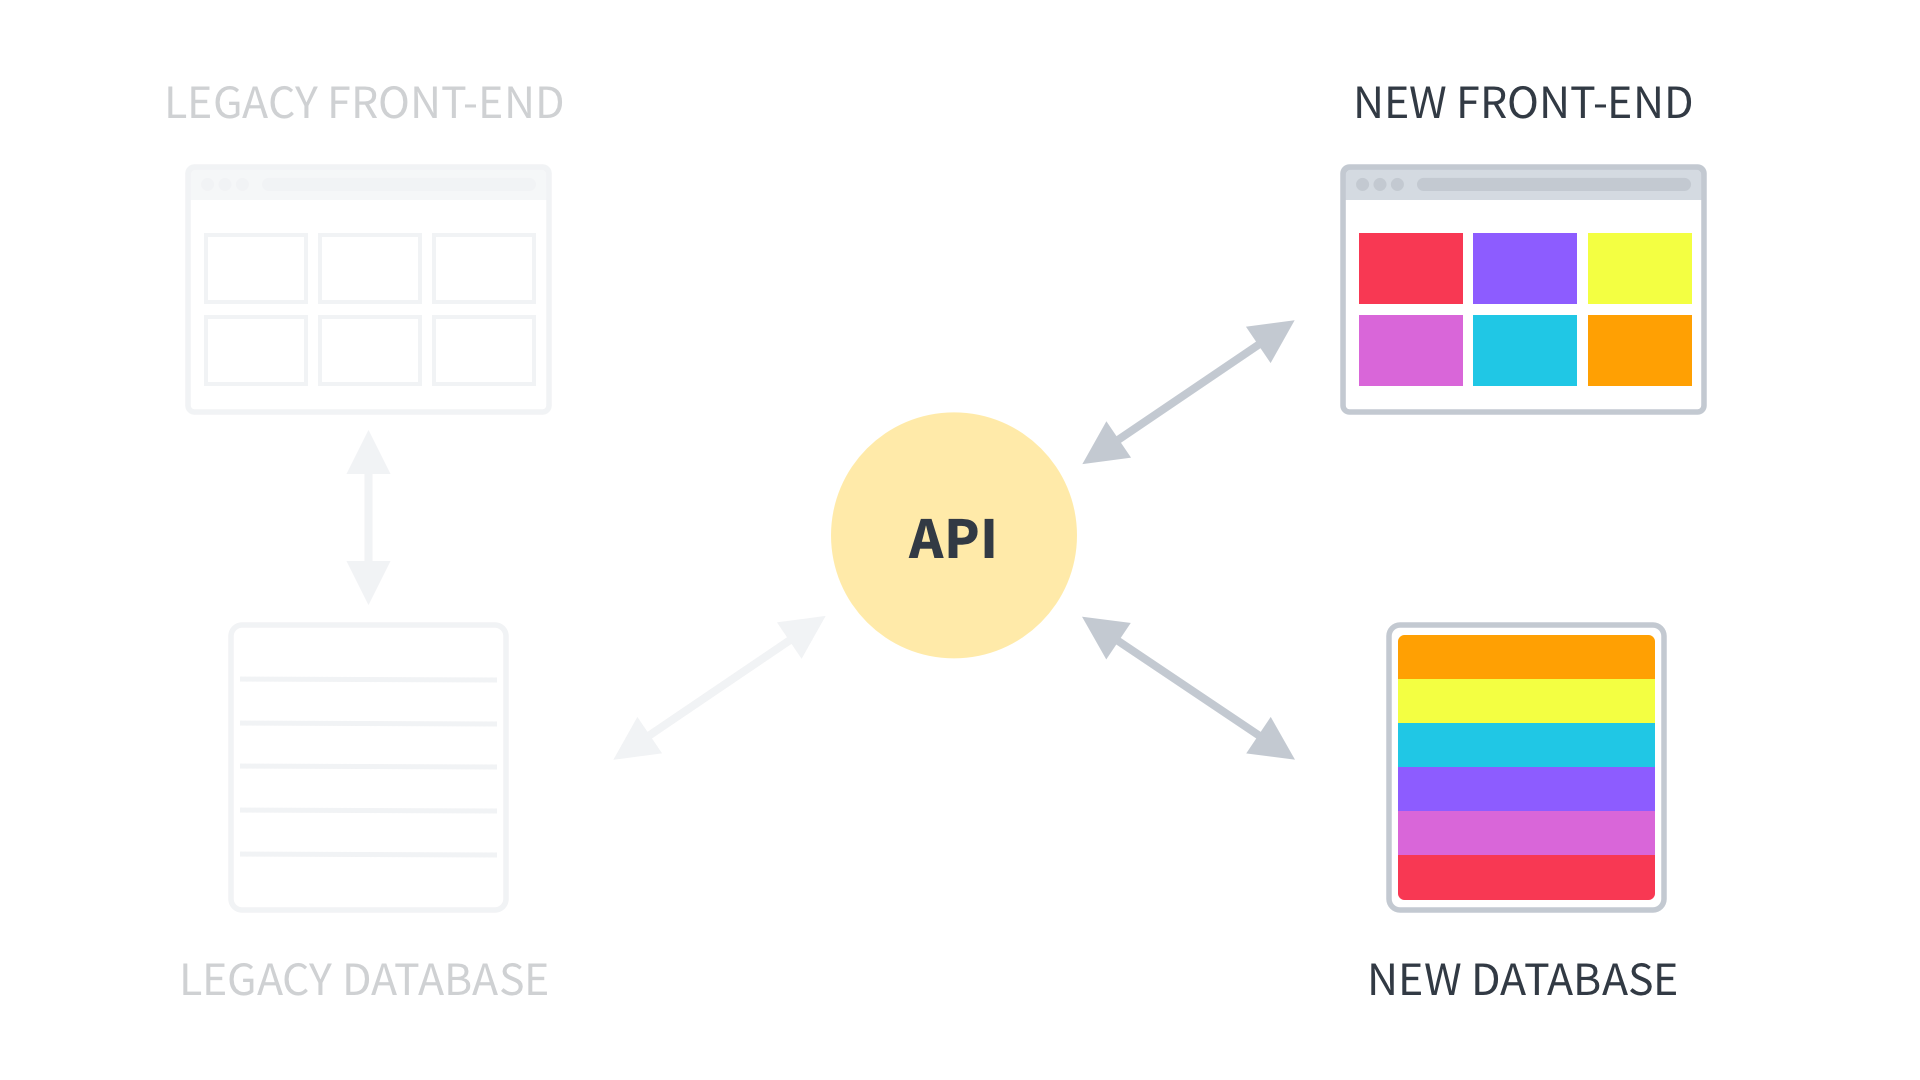 LEGACY FRONT-END
NEW FRONT-END
API
LEGACY DATABASE
NEW DATABASE